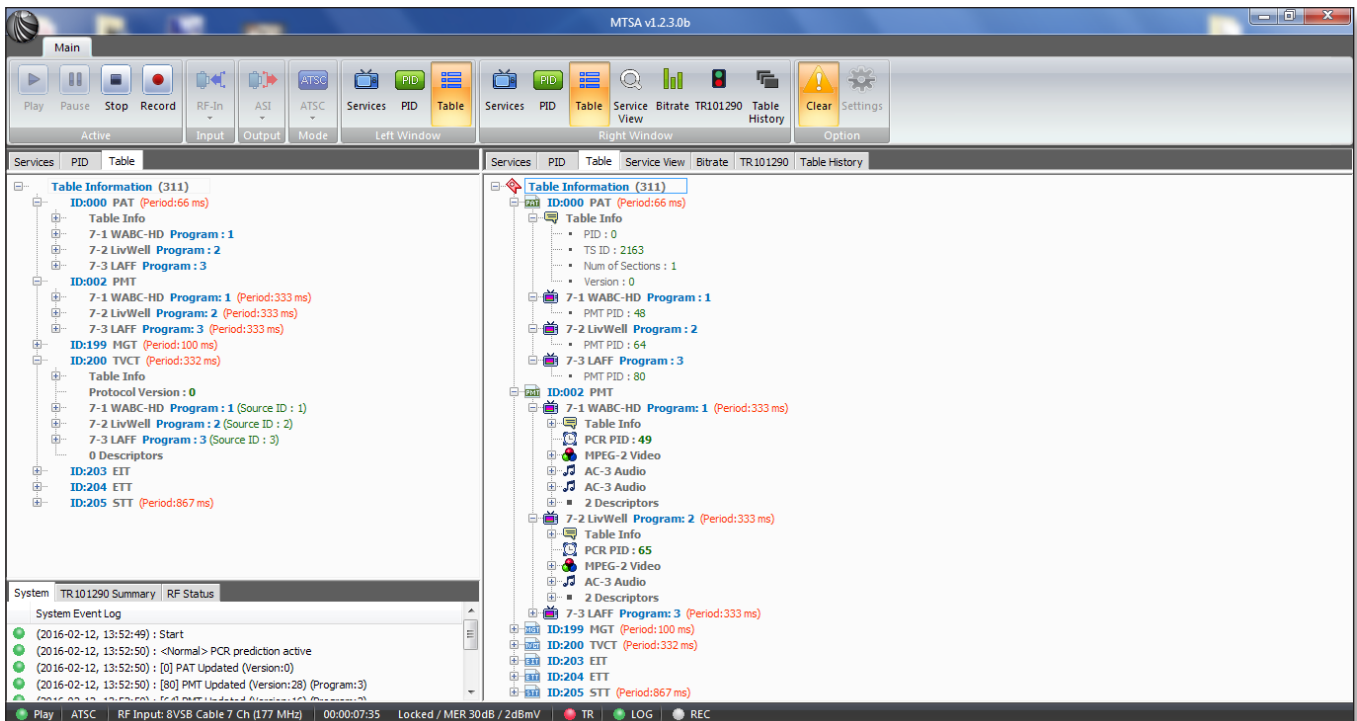 MTSA v1.2.3.0b
Main
Play Pause Stop Record RF-In ASI ATSC Services PID Table Services PID Table Service View Bitrate TR101290 Table History Clear Settings
Active Input Output Mode Left Window Right Window Option
Services PID Table
Table Information (311)
ID:000 PAT (Period:66 ms)
Table Info
7-1 WABC-HD Program : 1
7-2 LivWell Program : 2
7-3 LAFF Program : 3
ID:002 PMT
7-1 WABC-HD Program: 1 (Period:333 ms)
7-2 LivWell Program: 2 (Period:333 ms)
7-3 LAFF Program: 3 (Period:333 ms)
ID:199 MGT (Period:100 ms)
ID:200 TVCT (Period:332 ms)
Table Info
Protocol Version : 0
7-1 WABC-HD Program : 1 (Source ID : 1)
7-2 LivWell Program : 2 (Source ID : 2)
7-3 LAFF Program : 3 (Source ID : 3)
0 Descriptors
ID:203 EIT
ID:204 ETT
ID:205 STT (Period:867 ms)
System TR101290 Summary RF Status
System Event Log
(2016-02-12, 13:52:49) : Start
(2016-02-12, 13:52:50) : <Normal> PCR prediction active
(2016-02-12, 13:52:50) : [0] PAT Updated (Version:0)
(2016-02-12, 13:52:50) : [80] PMT Updated (Version:28) (Program:3)
Services PID Table Service View Bitrate TR101290 Table History
Table Information (311)
PAT ID:000 PAT (Period:66 ms)
Table Info
PID : 0
TS ID : 2163
Num of Sections : 1
Version : 0
7-1 WABC-HD Program : 1
PMT PID : 48
7-2 LivWell Program : 2
PMT PID : 64
7-3 LAFF Program : 3
PMT PID : 80
PMT ID:002 PMT
7-1 WABC-HD Program: 1 (Period:333 ms)
Table Info
PCR PID : 49
MPEG-2 Video
AC-3 Audio
AC-3 Audio
2 Descriptors
7-2 LivWell Program: 2 (Period:333 ms)
Table Info
PCR PID : 65
MPEG-2 Video
AC-3 Audio
2 Descriptors
7-3 LAFF Program: 3 (Period:333 ms)
MGT ID:199 MGT (Period:100 ms)
ID:200 TVCT (Period:332 ms)
EIT ID:203 EIT
ID:204 ETT
ID:205 STT (Period:867 ms)
Play ATSC RF Input: 8VSB Cable 7 Ch (177 MHz) 00:00:07:35 Locked / MER 30dB / 2dBmV TR LOG REC